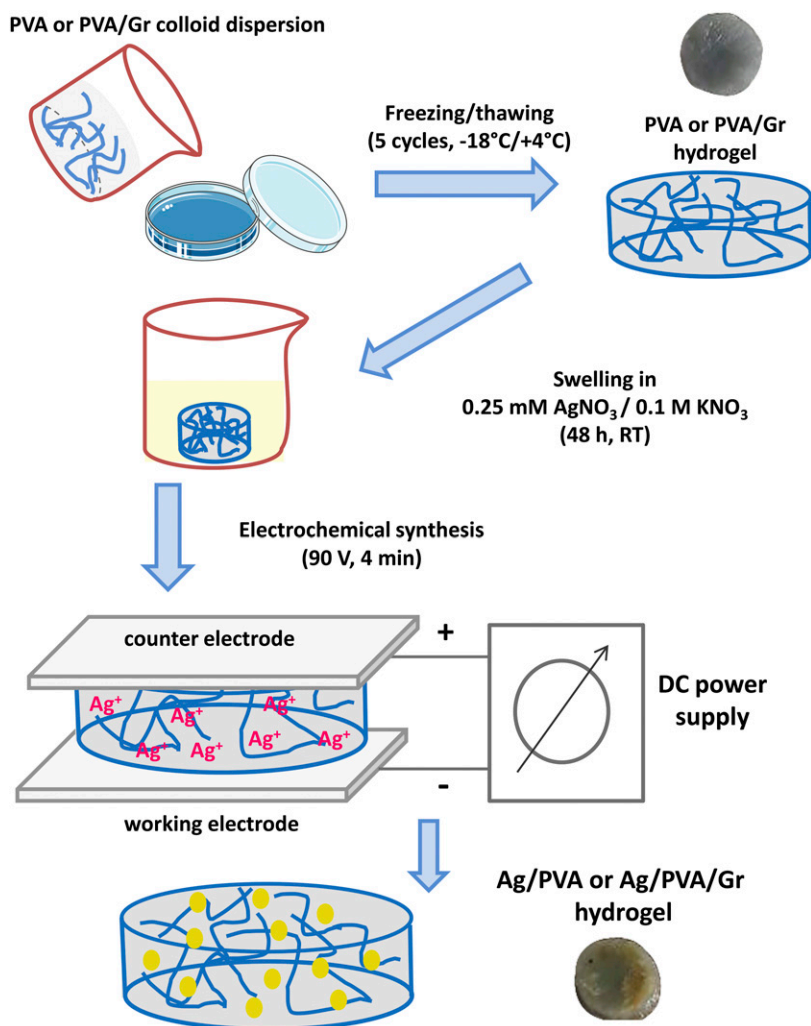 PVA or PVA/Gr colloid dispersion
Freezing/thawing
(5 cycles, -18°C/+4°C)
PVA or PVA/Gr
hydrogel
Swelling in
0.25 mM AgNO₃ / 0.1 M KNO₃
(48 h, RT)
Electrochemical synthesis
(90 V, 4 min)
counter electrode
+
DC power
supply
Ag⁺
Ag⁺
Ag⁺
Ag⁺
Ag⁺
Ag⁺
Ag⁺
-
working electrode
Ag/PVA or Ag/PVA/Gr
hydrogel